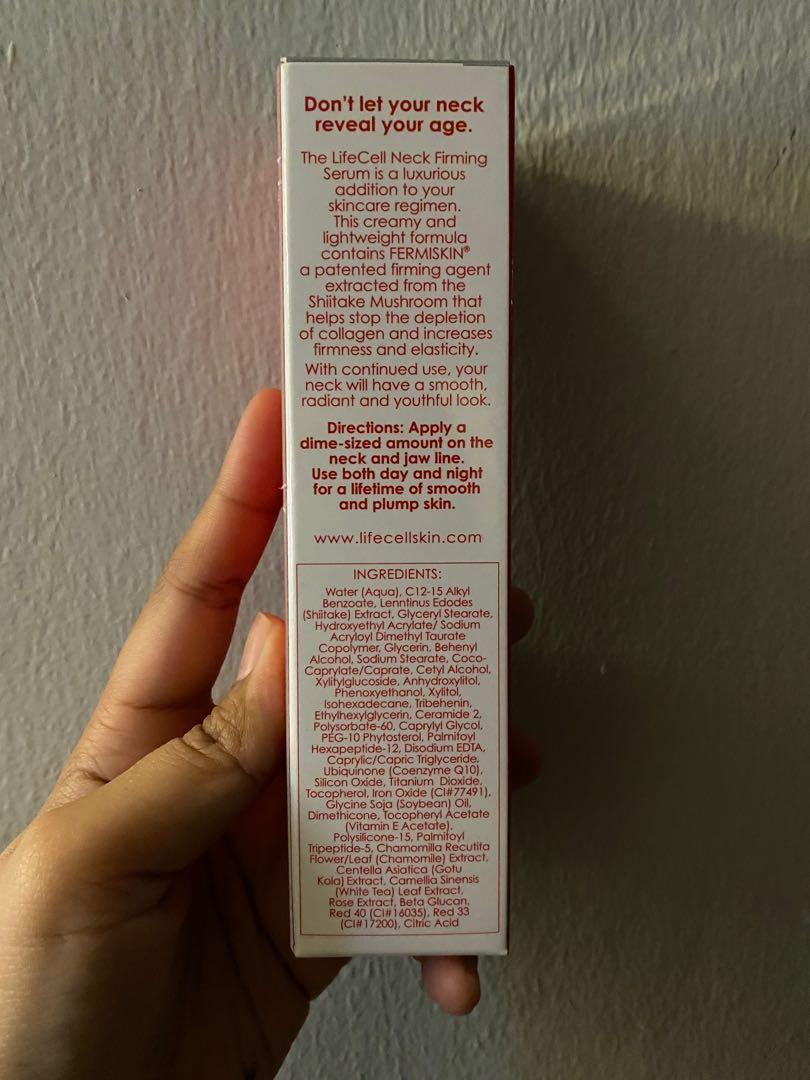 Don't let your neck
reveal your age.
The LifeCell Neck Firming
Serum is a luxurious
addition to your
skincare regimen.
This creamy and
lightweight formula
contains FERMISKIN®
a patented firming agent
extracted from the
Shiitake Mushroom that
helps stop the depletion
of collagen and increases
firmness and elasticity.
With continued use, your
neck will have a smooth,
radiant and youthful look.
Directions: Apply a
dime-sized amount on the
neck and jaw line.
Use both day and night
for a lifetime of smooth
and plump skin.
www.lifecellskin.com
INGREDIENTS:
Water (Aqua), C12-15 Alkyl
Benzoate, Lenntinus Edodes
(Shiitake) Extract, Glyceryl Stearate,
Hydroxyethyl Acrylate/ Sodium
Acryloyl Dimethyl Taurate
Copolymer, Glycerin, Behenyl
Alcohol, Sodium Stearate, Coco-
Caprylate/Caprate, Cetyl Alcohol,
Xylitylglucoside, Anhydroxylitol,
Phenoxyethanol, Xylitol,
Isohexadecane, Tribehenin,
Ethylhexylglycerin, Ceramide 2,
Polysorbate-60, Caprylyl Glycol,
PEG-10 Phytosterol, Palmitoyl
Hexapeptide-12, Disodium EDTA,
Caprylic/Capric Triglyceride,
Ubiquinone (Coenzyme Q10),
Silicon Oxide, Titanium Dioxide,
Tocopherol, Iron Oxide (CI#77491),
Glycine Soja (Soybean) Oil,
Dimethicone, Tocopheryl Acetate
(Vitamin E Acetate),
Polysilicone-15, Palmitoyl
Tripeptide-5, Chamomilla Recutita
Flower/Leaf (Chamomile) Extract,
Centella Asiatica (Gotu
Kola) Extract, Camellia Sinensis
(White Tea) Leaf Extract,
Rose Extract, Beta Glucan,
Red 40 (CI#16035), Red 33
(CI#17200), Citric Acid